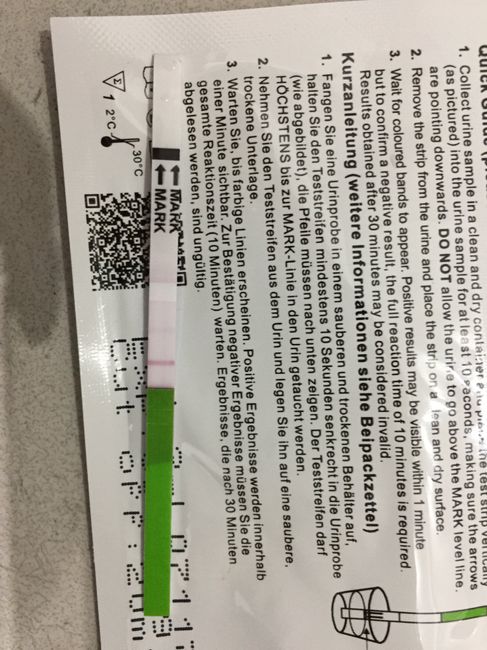 Quick Guide
1. Collect urine sample in a clean and dry container
(as pictured) into the urine sample for at least 10 seconds, making sure the arrows
are pointing downwards. DO NOT allow the urine to go above the MARK level line.
2. Remove the strip from the urine and place the strip on a clean and dry surface.
3. Wait for coloured bands to appear. Positive results may be visible within 1 minute
but to confirm a negative result, the full reaction time of 10 minutes is required.
Results obtained after 30 minutes may be considered invalid.
Kurzanleitung (weitere Informationen siehe Beipackzettel)
1. Fangen Sie eine Urinprobe in einem sauberen und trockenen Behälter auf,
halten Sie den Teststreifen mindestens 10 Sekunden senkrecht in die Urinprobe
(wie abgebildet), die Pfeile müssen nach unten zeigen. Der Teststreifen darf
HÖCHSTENS bis zur MARK-Linie in den Urin getaucht werden.
2. Nehmen Sie den Teststreifen aus dem Urin und legen Sie ihn auf eine saubere,
trockene Unterlage.
3. Warten Sie, bis farbige Linien erscheinen. Positive Ergebnisse werden innerhalb
einer Minute sichtbar. Zur Bestätigung negativer Ergebnisse müssen Sie die
gesamte Reaktionszeit (10 Minuten) warten. Ergebnisse, die nach 30 Minuten
abgelesen werden, sind ungültig.
MARK
MARK
1
2°C
30°C